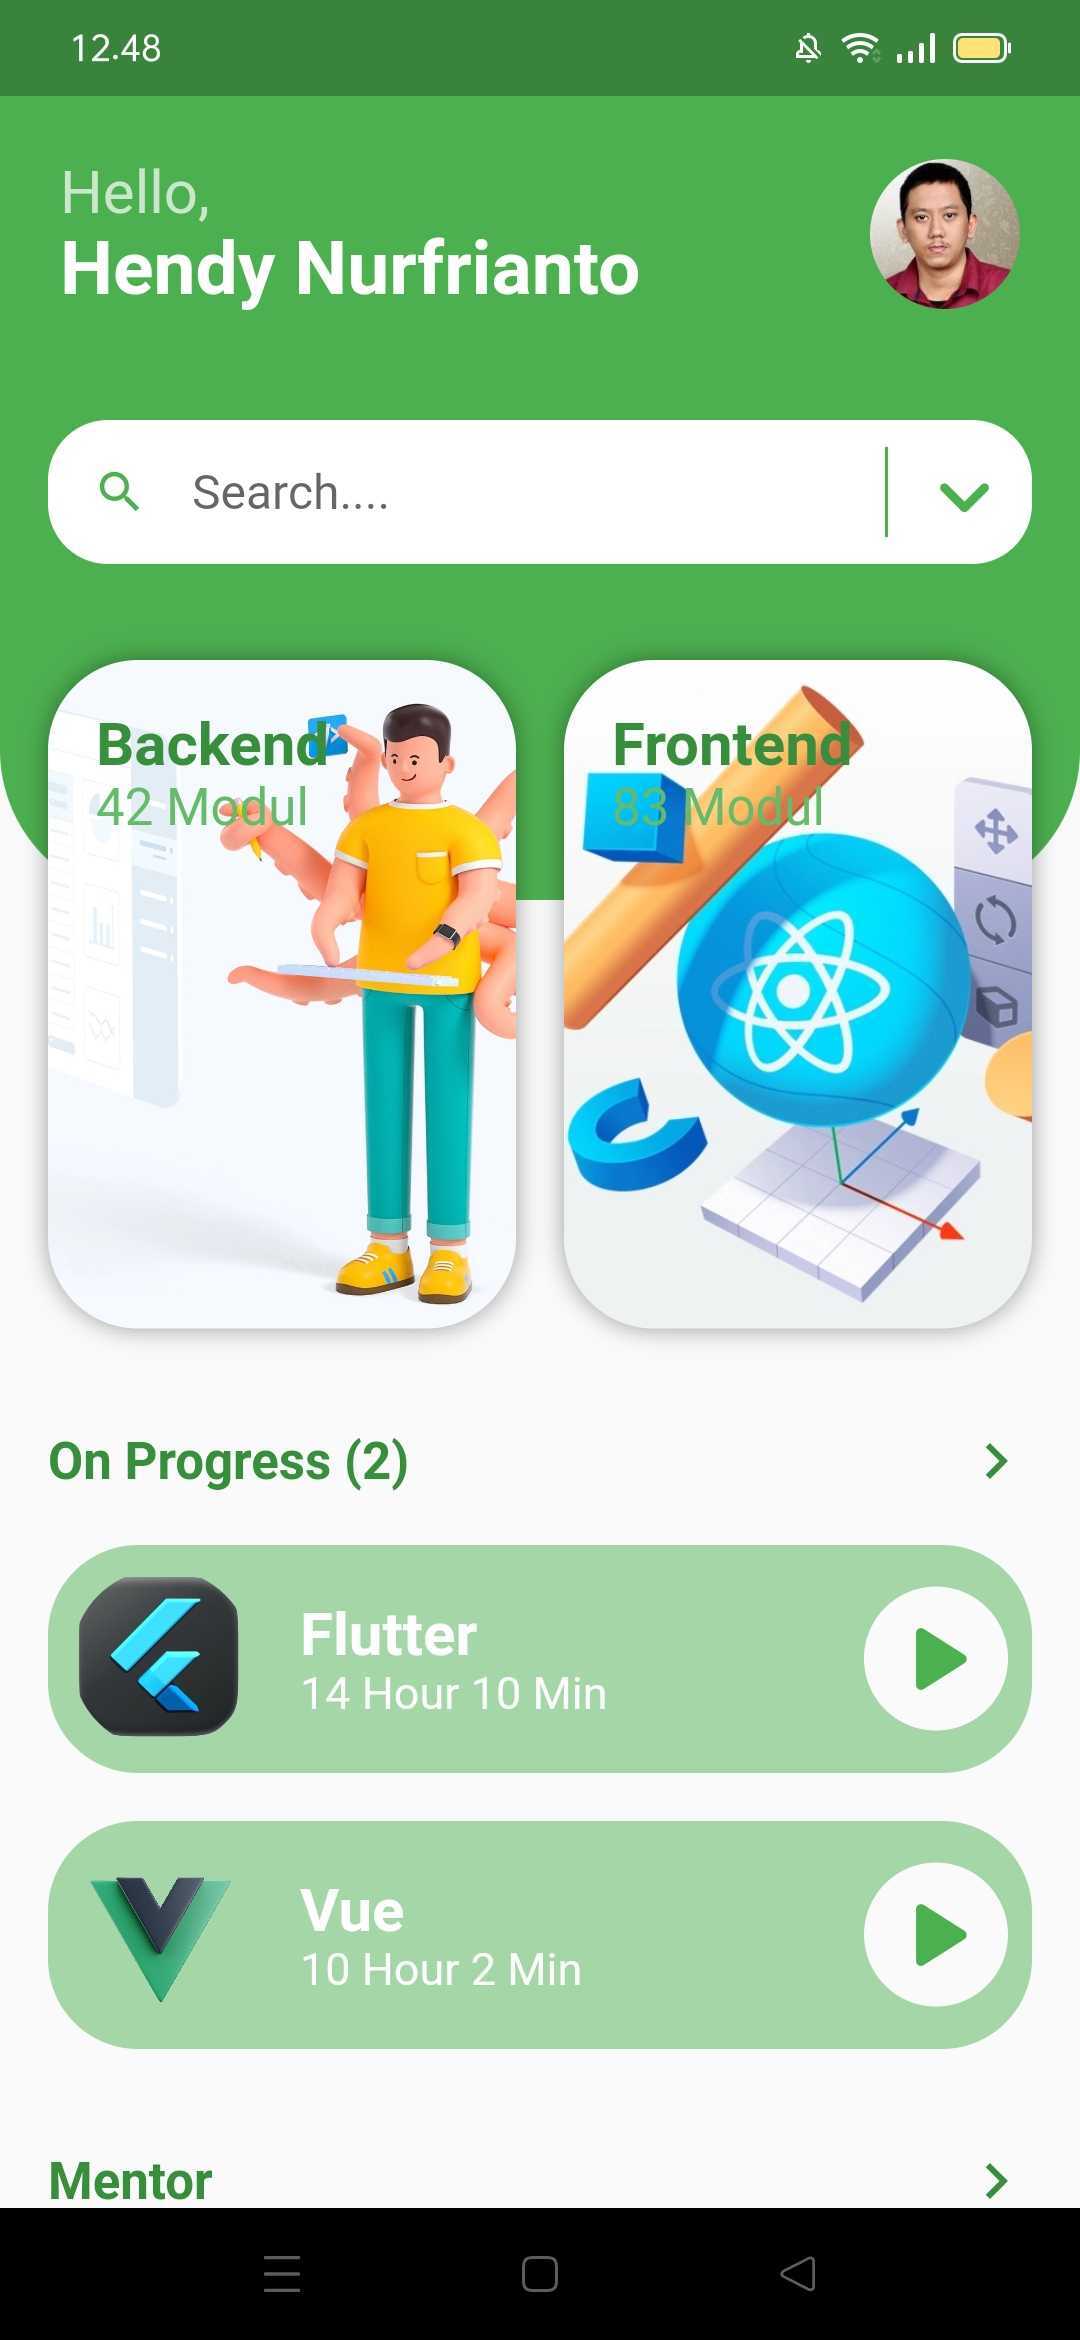 12.48
Hello,
Hendy Nurfrianto
Search....
Backend
42 Modul
Frontend
83 Modul
On Progress (2)
Flutter
14 Hour 10 Min
Vue
10 Hour 2 Min
Mentor